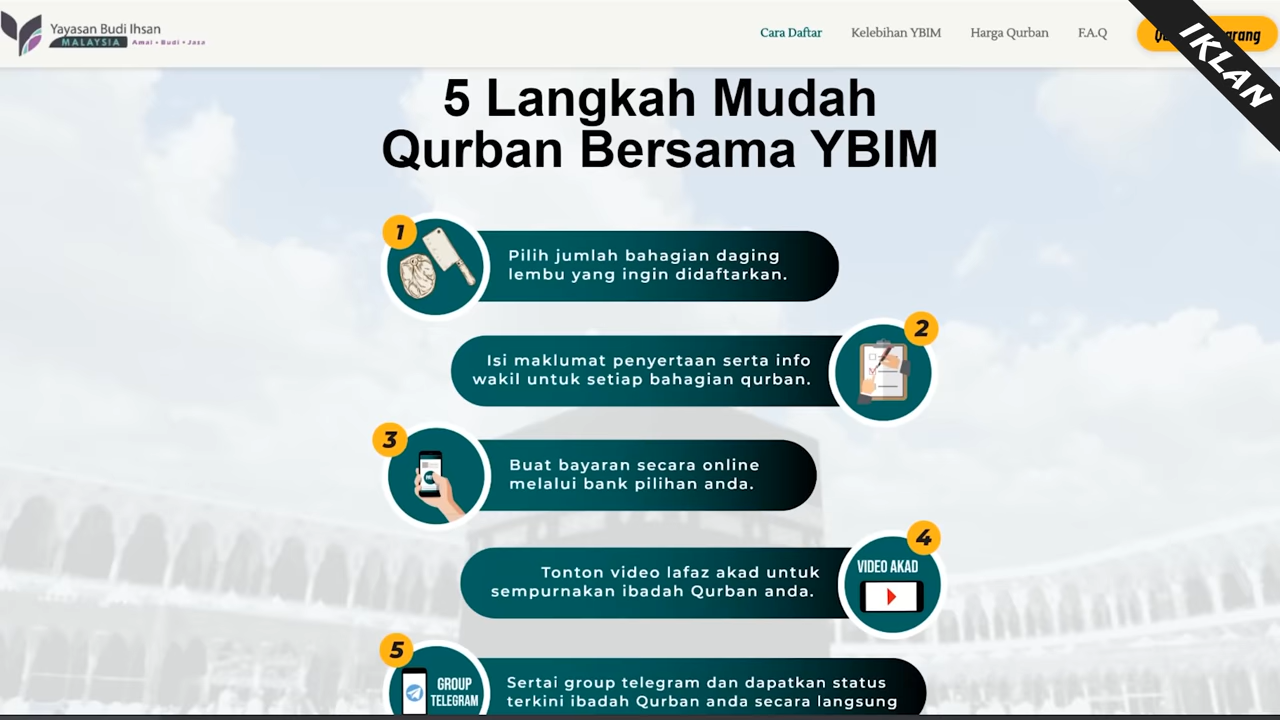 Yayasan Budi Ihsan
MALAYSIA Amal • Budi • Jasa
Cara Daftar
Kelebihan YBIM
Harga Qurban
F.A.Q
IKLAN
5 Langkah Mudah
Qurban Bersama YBIM
1
Pilih jumlah bahagian daging
lembu yang ingin didaftarkan.
2
Isi maklumat penyertaan serta info
wakil untuk setiap bahagian qurban.
3
Buat bayaran secara online
melalui bank pilihan anda.
4
VIDEO AKAD
Tonton video lafaz akad untuk
sempurnakan ibadah Qurban anda.
5
GROUP
TELEGRAM
Sertai group telegram dan dapatkan status
terkini ibadah Qurban anda secara langsung